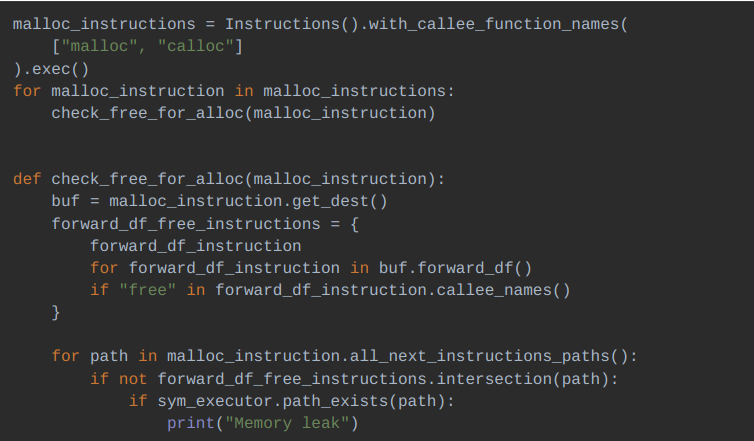 malloc_instructions = Instructions().with_callee_function_names(
    ["malloc", "calloc"]
).exec()
for malloc_instruction in malloc_instructions:
    check_free_for_alloc(malloc_instruction)
def check_free_for_alloc(malloc_instruction):
    buf = malloc_instruction.get_dest()
    forward_df_free_instructions = {
        forward_df_instruction
        for forward_df_instruction in buf.forward_df()
        if "free" in forward_df_instruction.callee_names()
    }
    for path in malloc_instruction.all_next_instructions_paths():
        if not forward_df_free_instructions.intersection(path):
            if sym_executor.path_exists(path):
                print("Memory leak")